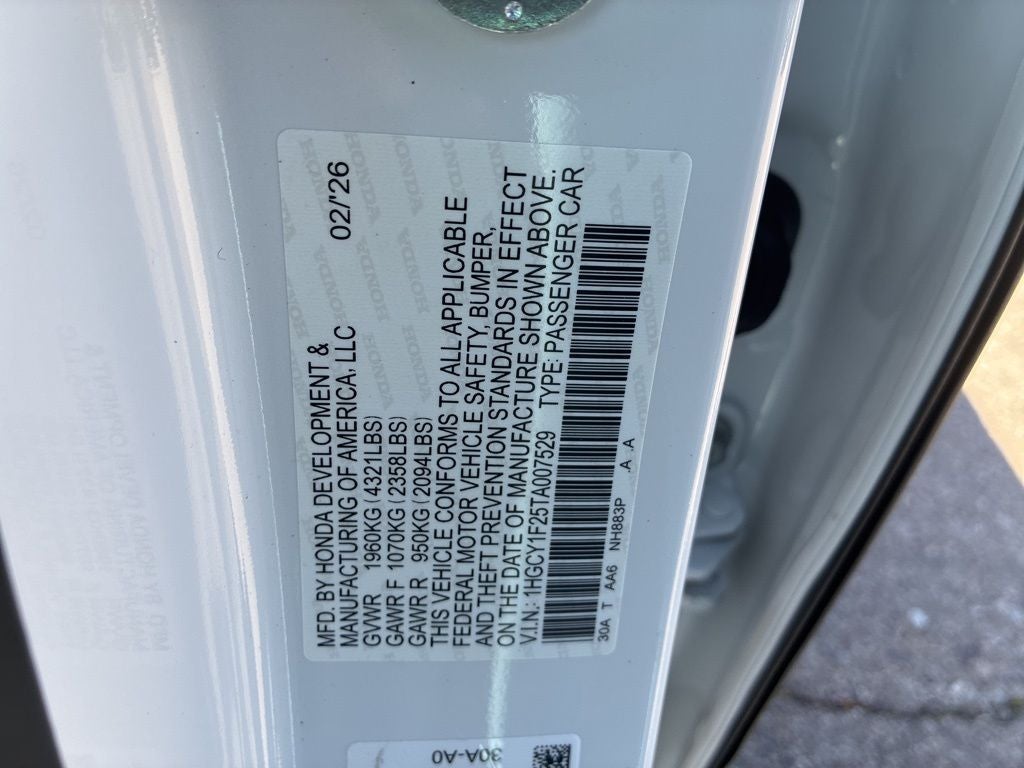 MFD. BY HONDA DEVELOPMENT &
MANUFACTURING OF AMERICA, LLC 02/'26
GVWR 1960KG (4321LBS)
GAWR F 1070KG (2358LBS)
GAWR R 950KG (2094LBS)
THIS VEHICLE CONFORMS TO ALL APPLICABLE
FEDERAL MOTOR VEHICLE SAFETY, BUMPER,
AND THEFT PREVENTION STANDARDS IN EFFECT
ON THE DATE OF MANUFACTURE SHOWN ABOVE.
V.I.N.: 1HGCY1F25TA007529 TYPE: PASSENGER CAR
30A T AA6 NH883P .A .A
30A-A0